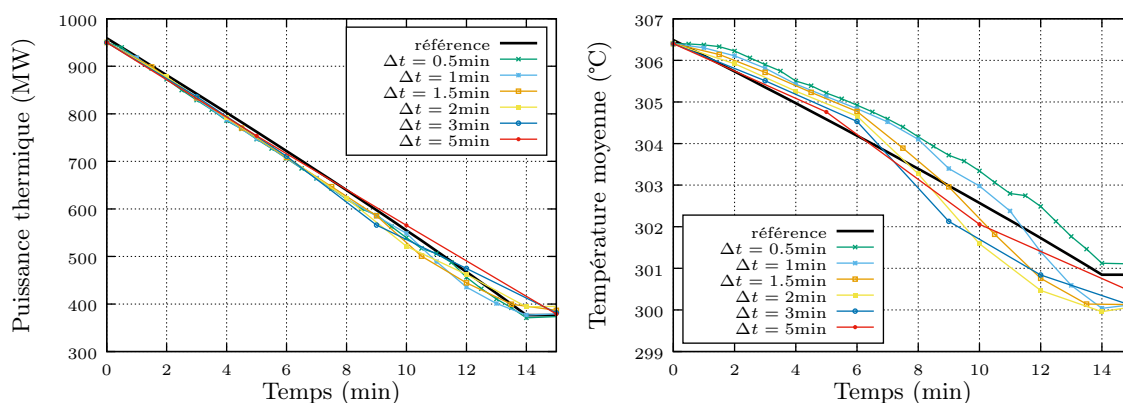 1000
900
800
700
600
500
400
300
Puissance thermique (MW)
référence
Δt = 0.5min
Δt = 1min
Δt = 1.5min
Δt = 2min
Δt = 3min
Δt = 5min
0 2 4 6 8 10 12 14
Temps (min)
307
306
305
304
303
302
301
300
299
Température moyenne (°C)
référence
Δt = 0.5min
Δt = 1min
Δt = 1.5min
Δt = 2min
Δt = 3min
Δt = 5min
0 2 4 6 8 10 12 14
Temps (min)